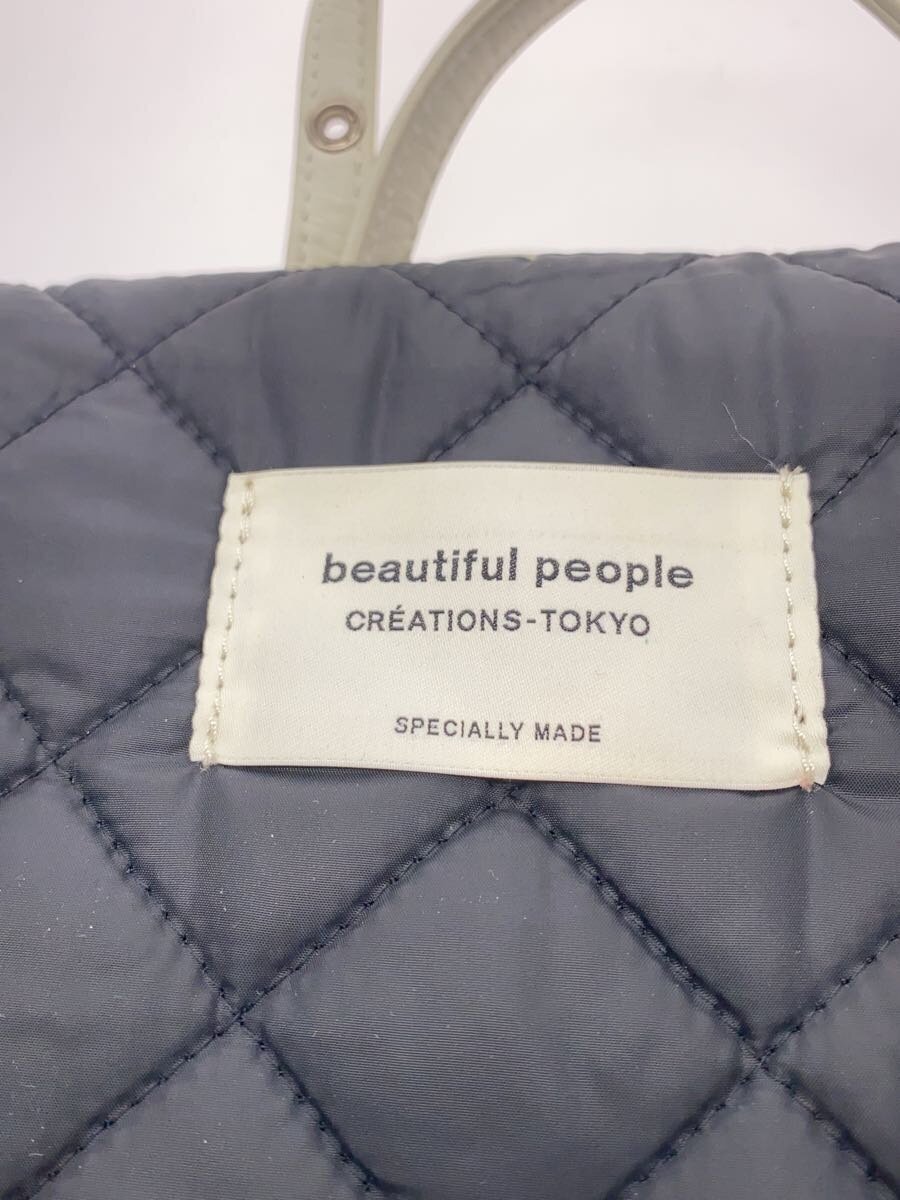 beautiful people
CRÉATIONS-TOKYO
SPECIALLY MADE